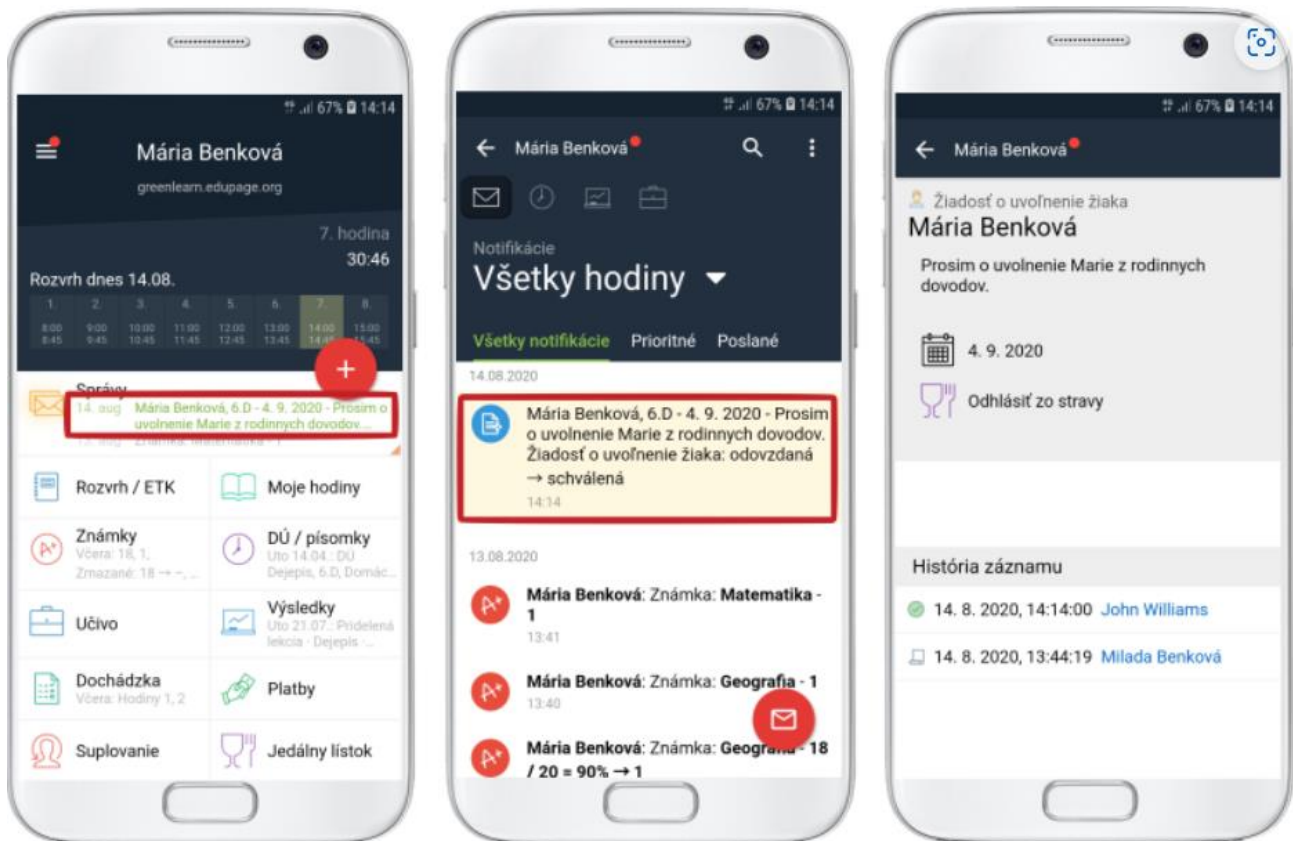 67% 14:14
Mária Benková
greenlearn.edupage.org
7. hodina
30:46
Rozvrh dnes 14.08.
1. 2. 3. 4. 5. 6. 7. 8.
8:00 9:00 10:00 11:00 12:00 13:00 14:00 15:00
8:45 9:45 10:45 11:45 12:45 13:45 14:45 15:45
+
Správy
14. aug Mária Benková, 6.D - 4. 9. 2020 - Prosim o
uvolnenie Marie z rodinnych dovodov....
13. aug Známka: Matematika - 1
Rozvrh / ETK
Moje hodiny
Známky
Včera: 18, 1,
Zmazané: 18 → –, ...
DÚ / písomky
Uto 14.04.: DÚ
Dejepis, 6.D, Domác...
Učivo
Výsledky
Uto 21.07.: Pridelená
lekcia · Dejepis · ...
Dochádzka
Včera: Hodiny 1, 2
Platby
Suplovanie
Jedálny lístok
67% 14:14
Mária Benková
Notifikácie
Všetky hodiny
Všetky notifikácie Prioritné Poslané
14.08.2020
Mária Benková, 6.D - 4. 9. 2020 - Prosim
o uvolnenie Marie z rodinnych dovodov.
Žiadosť o uvoľnenie žiaka: odovzdaná
→ schválená
14:14
13.08.2020
A+
Mária Benková: Známka: Matematika -
1
13:41
A+
Mária Benková: Známka: Geografia - 1
13:40
A+
Mária Benková: Známka: Geografia - 18
/ 20 = 90% → 1
67% 14:14
Mária Benková
Žiadosť o uvoľnenie žiaka
Mária Benková
Prosim o uvolnenie Marie z rodinnych
dovodov.
4. 9. 2020
Odhlásiť zo stravy
História záznamu
14. 8. 2020, 14:14:00 John Williams
14. 8. 2020, 13:44:19 Milada Benková